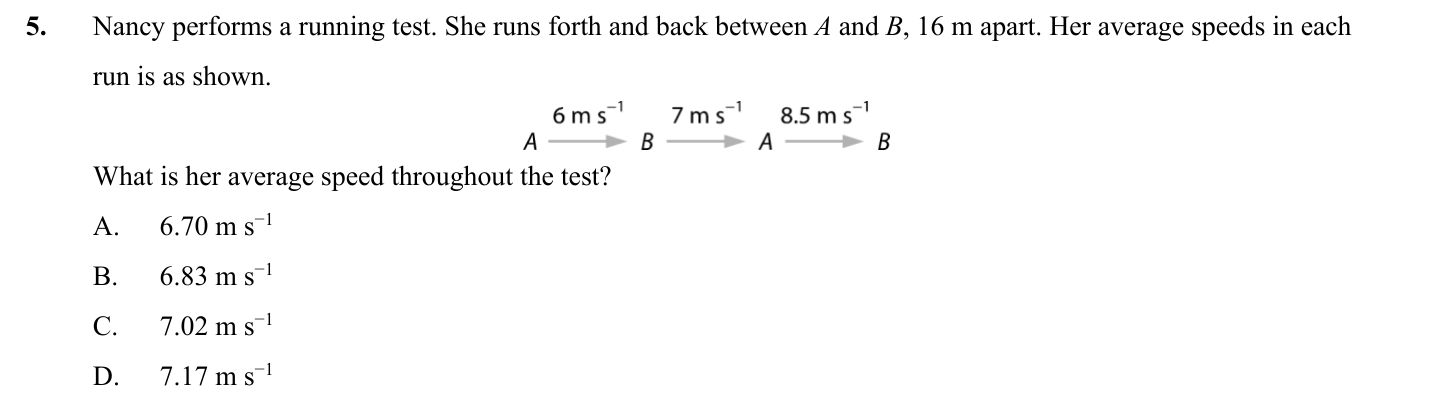 5. Nancy performs a running test. She runs forth and back between A and B, 16 m apart. Her average speeds in each
run is as shown.
6 m s⁻¹ 7 m s⁻¹ 8.5 m s⁻¹
A B A B
What is her average speed throughout the test?
A. 6.70 m s⁻¹
B. 6.83 m s⁻¹
C. 7.02 m s⁻¹
D. 7.17 m s⁻¹